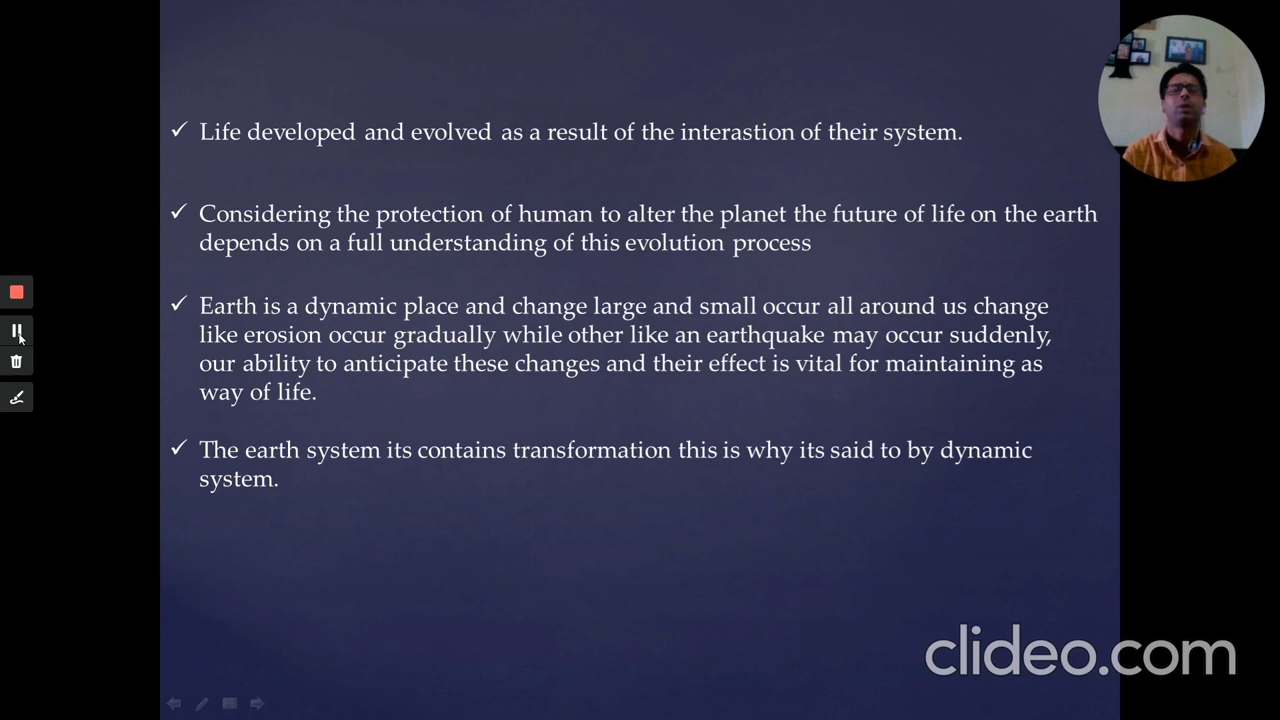 ✓ Life developed and evolved as a result of the interastion of their system.
✓ Considering the protection of human to alter the planet the future of life on the earth
depends on a full understanding of this evolution process
✓ Earth is a dynamic place and change large and small occur all around us change
like erosion occur gradually while other like an earthquake may occur suddenly,
our ability to anticipate these changes and their effect is vital for maintaining as
way of life.
✓ The earth system its contains transformation this is why its said to by dynamic
system.
clideo.com